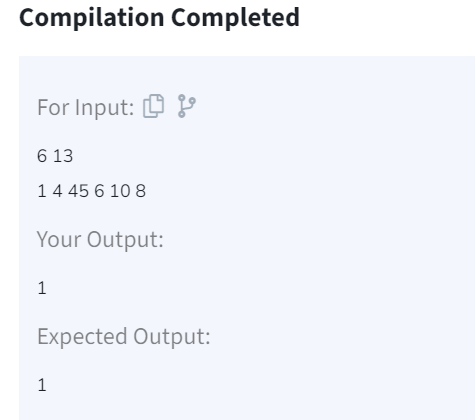 Compilation Completed
For Input:
6 13
1 4 45 6 10 8
Your Output:
1
Expected Output:
1